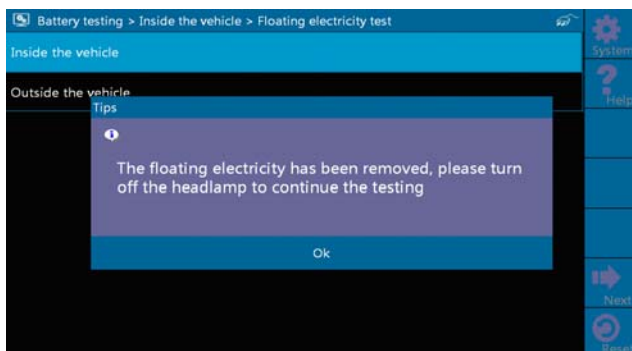 Battery testing > Inside the vehicle > Floating electricity test
System
Inside the vehicle
Help
Outside the vehicle
Tips
The floating electricity has been removed, please turn
off the headlamp to continue the testing
Ok
Next
Reset